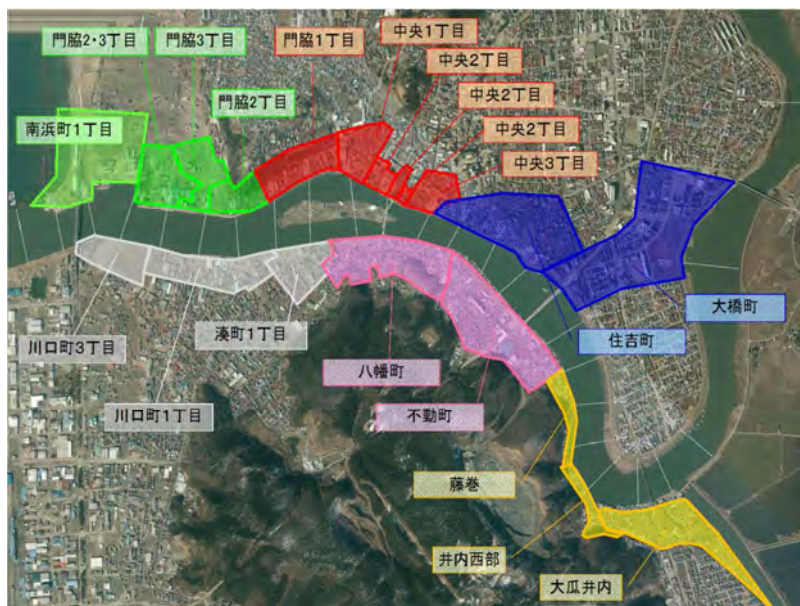 門脇2・3丁目
門脇3丁目
門脇1丁目
中央1丁目
中央2丁目
中央2丁目
中央2丁目
中央3丁目
門脇2丁目
南浜町1丁目
大橋町
住吉町
湊町1丁目
川口町3丁目
川口町1丁目
八幡町
不動町
藤巻
井内西部
大瓜井内